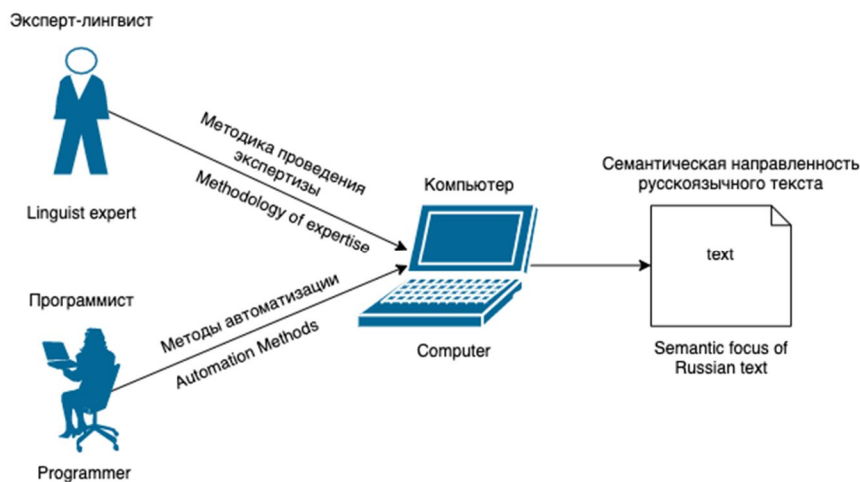 Эксперт-лингвист
Linguist expert
Методика проведения
экспертизы
Methodology of expertise
Программист
Programmer
Методы автоматизации
Automation Methods
Компьютер
Computer
Семантическая направленность
русскоязычного текста
text
Semantic focus of
Russian text